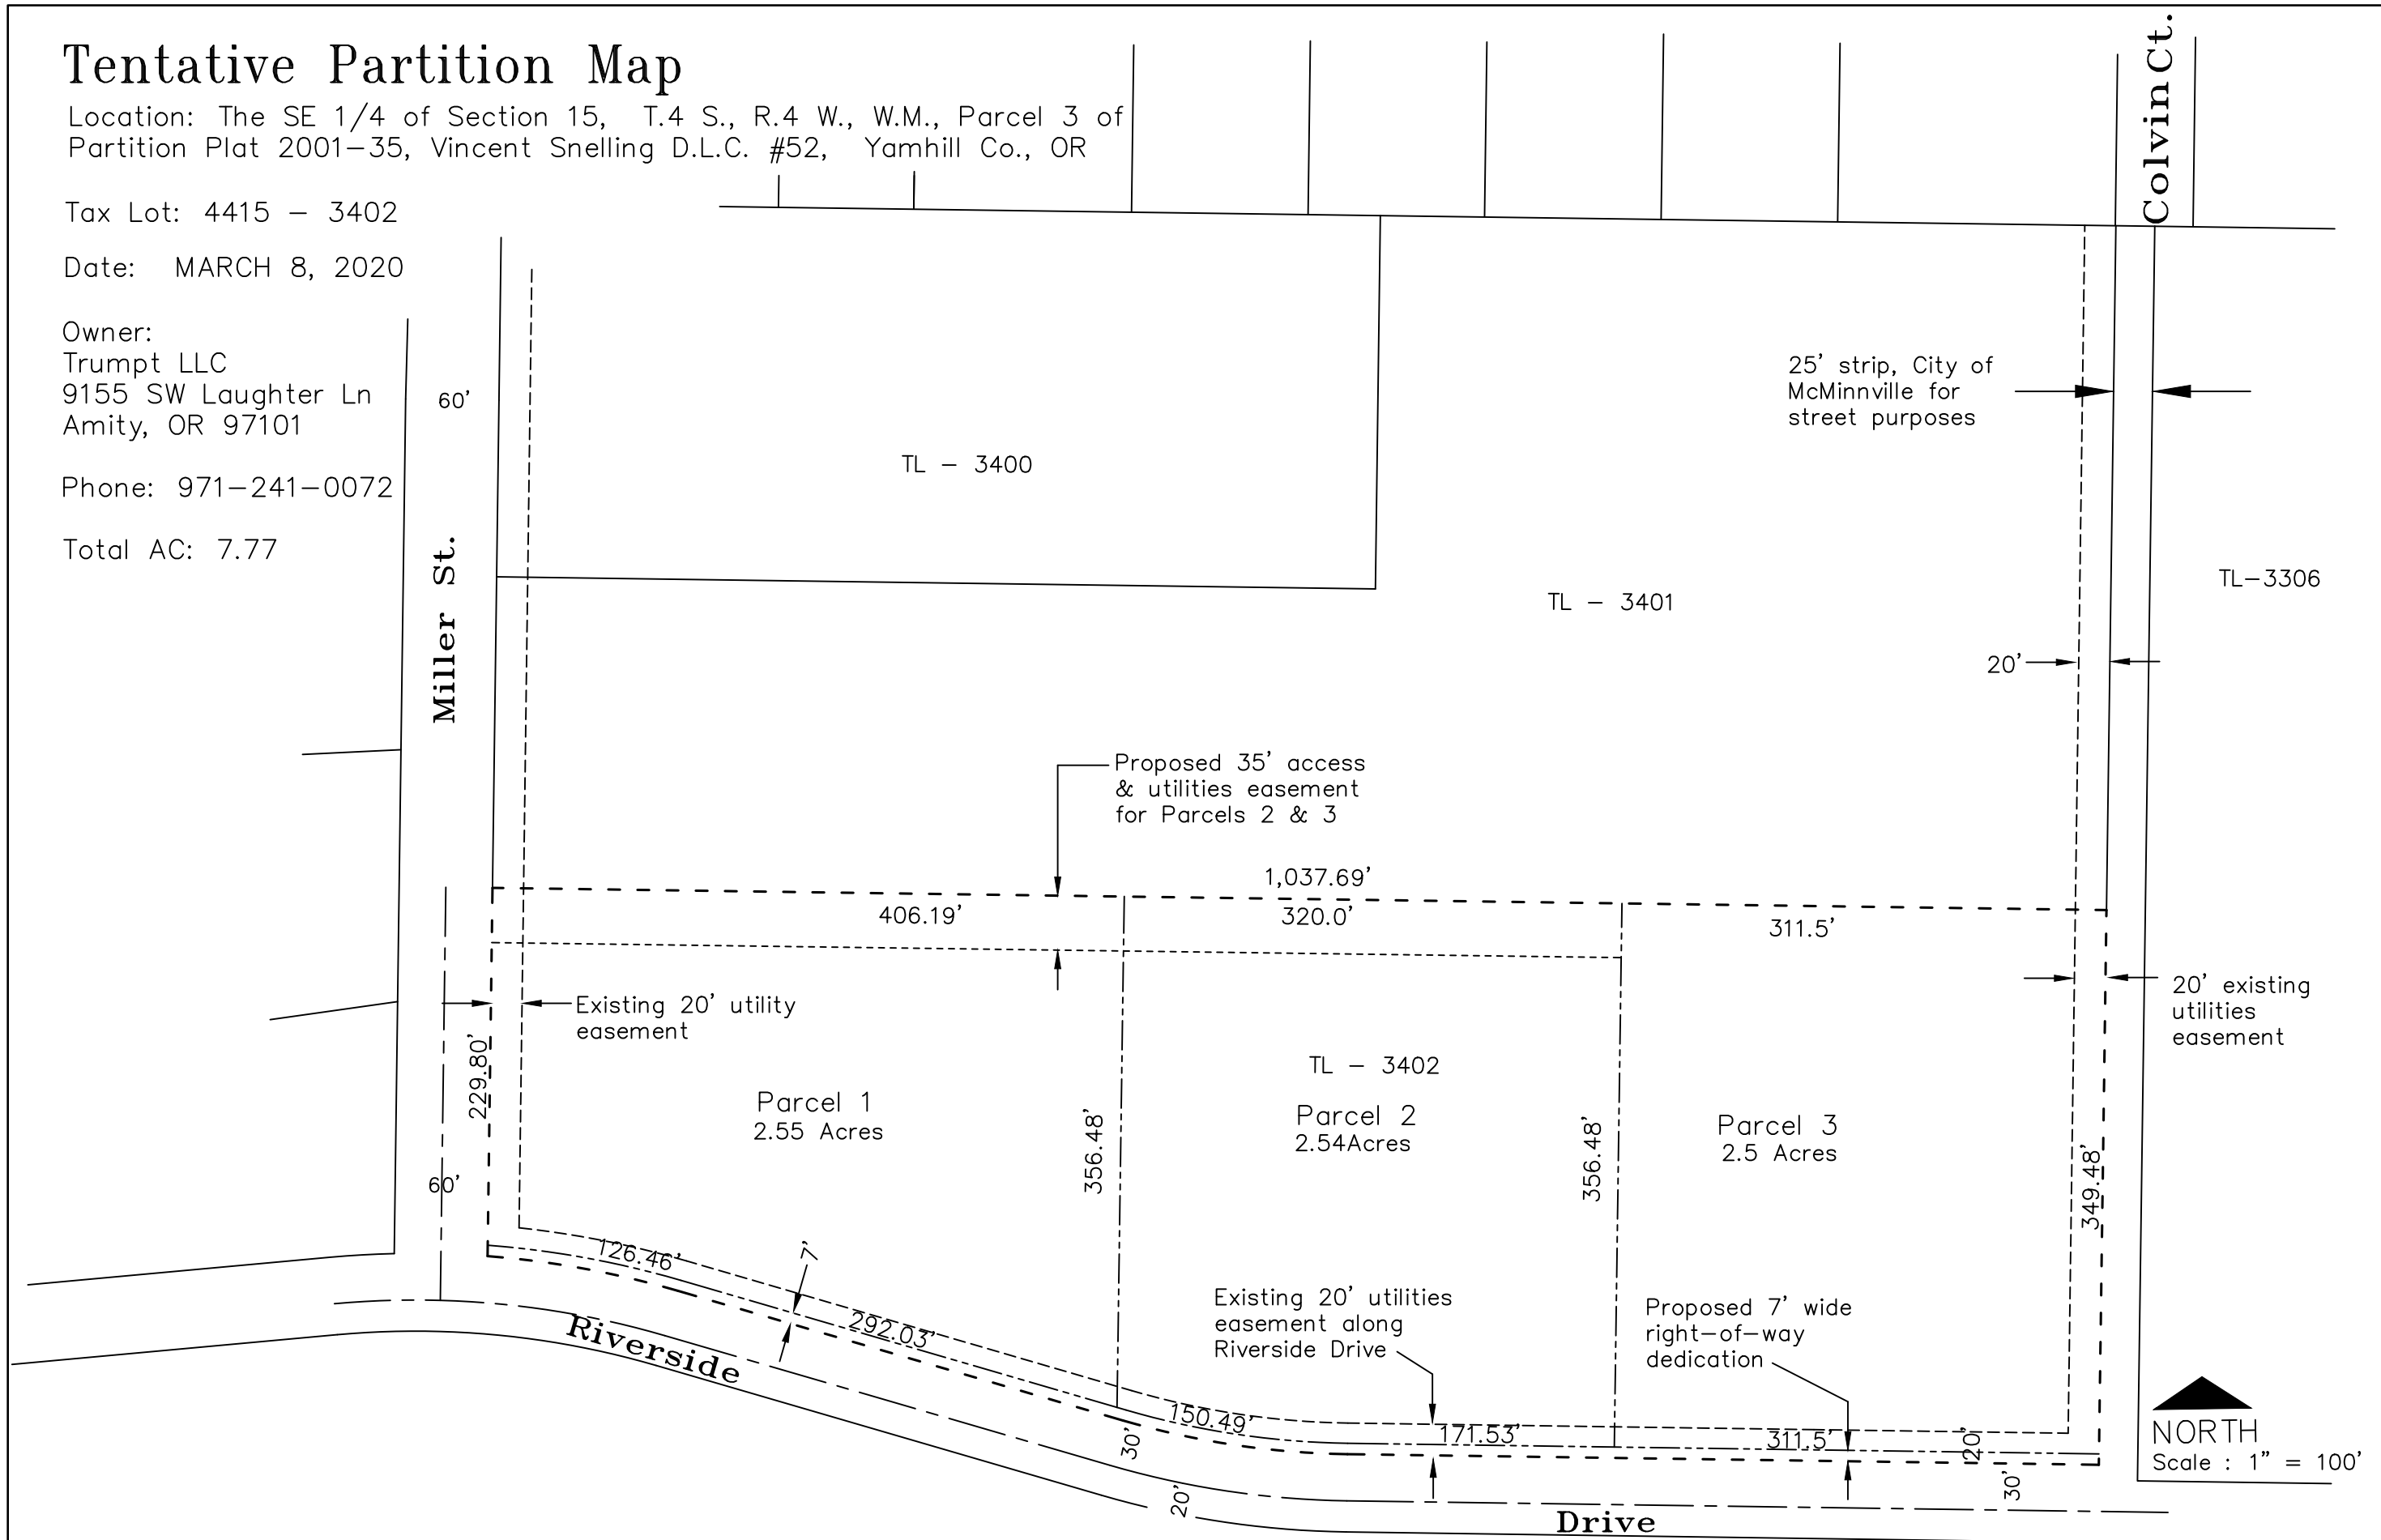 Tentative Partition Map
Location: The SE 1/4 of Section 15, T.4 S., R.4 W., W.M., Parcel 3 of
Partition Plat 2001-35, Vincent Snelling D.L.C. #52, Yamhill Co., OR
Tax Lot: 4415 - 3402
Date: MARCH 8, 2020
Owner:
Trumpt LLC
9155 SW Laughter Ln
Amity, OR 97101
Phone: 971-241-0072
Total AC: 7.77
Colvin Ct.
60'
Miller St.
TL - 3400
25' strip, City of
McMinnville for
street purposes
TL - 3401
TL-3306
20'
Proposed 35' access
& utilities easement
for Parcels 2 & 3
1,037.69'
406.19'
320.0'
311.5'
Existing 20' utility
easement
20' existing
utilities
easement
229.80'
60'
Parcel 1
2.55 Acres
356.48'
TL - 3402
Parcel 2
2.54Acres
356.48'
Parcel 3
2.5 Acres
349.48'
126.46'
7'
292.03'
Existing 20' utilities
easement along
Riverside Drive
Proposed 7' wide
right-of-way
dedication
150.49'
171.53'
311.5'
20'
30'
30'
20'
Riverside
Drive
NORTH
Scale : 1" = 100'